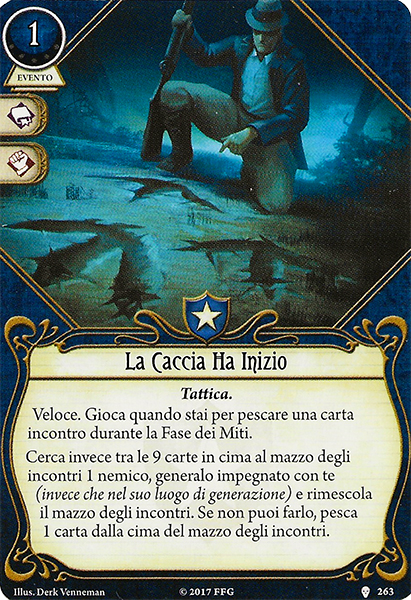 1
EVENTO
La Caccia Ha Inizio
Tattica.
Veloce. Gioca quando stai per pescare una carta
incontro durante la Fase dei Miti.
Cerca invece tra le 9 carte in cima al mazzo degli
incontri 1 nemico, generalo impegnato con te
(invece che nel suo luogo di generazione) e rimescola
il mazzo degli incontri. Se non puoi farlo, pesca
1 carta dalla cima del mazzo degli incontri.
Illus. Derk Venneman © 2017 FFG 263